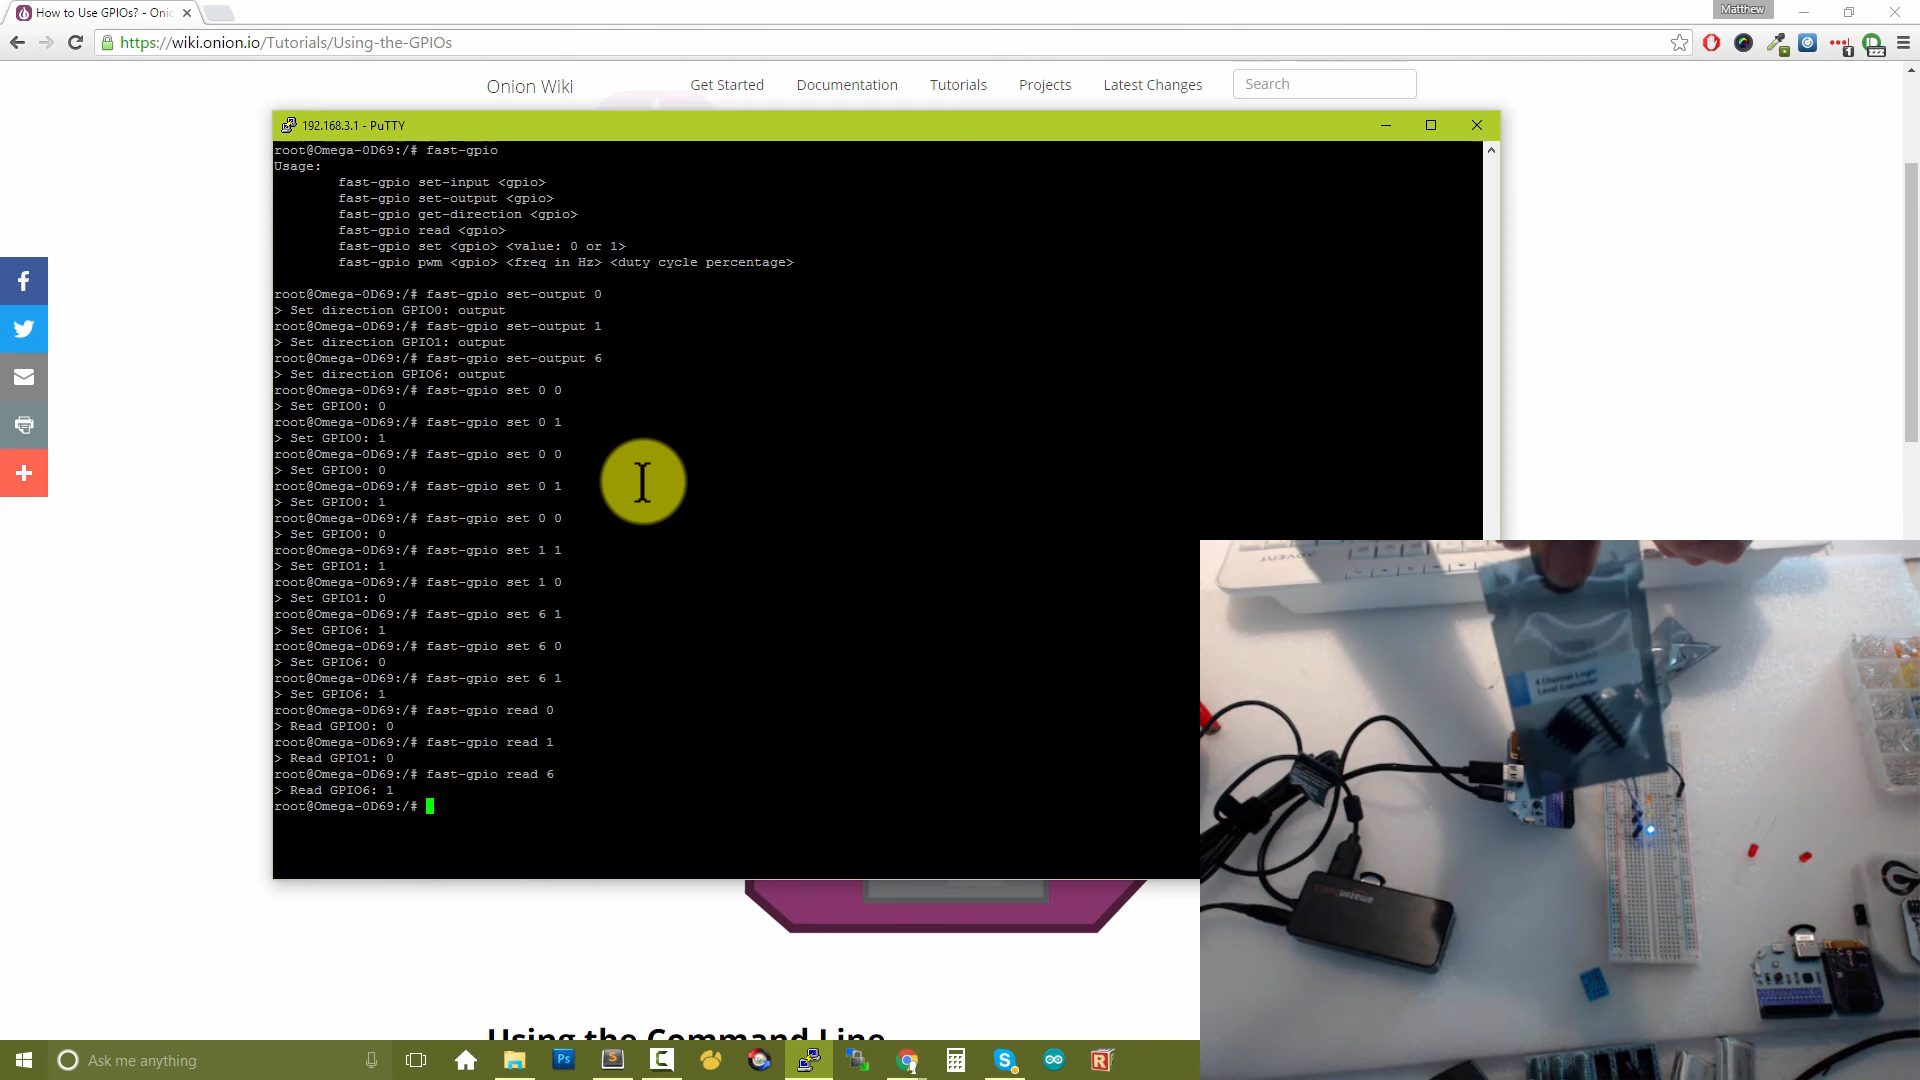 How to Use GPIOs? - Onio
Matthew
https://wiki.onion.io/Tutorials/Using-the-GPIOs
Onion Wiki
Get Started
Documentation
Tutorials
Projects
Latest Changes
Search
192.168.3.1 - PuTTY
root@Omega-0D69:/# fast-gpio
Usage:
fast-gpio set-input <gpio>
fast-gpio set-output <gpio>
fast-gpio get-direction <gpio>
fast-gpio read <gpio>
fast-gpio set <gpio> <value: 0 or 1>
fast-gpio pwm <gpio> <freq in Hz> <duty cycle percentage>
root@Omega-0D69:/# fast-gpio set-output 0
> Set direction GPIO0: output
root@Omega-0D69:/# fast-gpio set-output 1
> Set direction GPIO1: output
root@Omega-0D69:/# fast-gpio set-output 6
> Set direction GPIO6: output
root@Omega-0D69:/# fast-gpio set 0 0
> Set GPIO0: 0
root@Omega-0D69:/# fast-gpio set 0 1
> Set GPIO0: 1
root@Omega-0D69:/# fast-gpio set 0 0
> Set GPIO0: 0
root@Omega-0D69:/# fast-gpio set 0 1
> Set GPIO0: 1
root@Omega-0D69:/# fast-gpio set 0 0
> Set GPIO0: 0
root@Omega-0D69:/# fast-gpio set 1 1
> Set GPIO1: 1
root@Omega-0D69:/# fast-gpio set 1 0
> Set GPIO1: 0
root@Omega-0D69:/# fast-gpio set 6 1
> Set GPIO6: 1
root@Omega-0D69:/# fast-gpio set 6 0
> Set GPIO6: 0
root@Omega-0D69:/# fast-gpio set 6 1
> Set GPIO6: 1
root@Omega-0D69:/# fast-gpio read 0
> Read GPIO0: 0
root@Omega-0D69:/# fast-gpio read 1
> Read GPIO1: 0
root@Omega-0D69:/# fast-gpio read 6
> Read GPIO6: 1
root@Omega-0D69:/#
ADVENT
4 Channel Logic
Level Converter
amazonbasics
Using the Command Line
Ask me anything